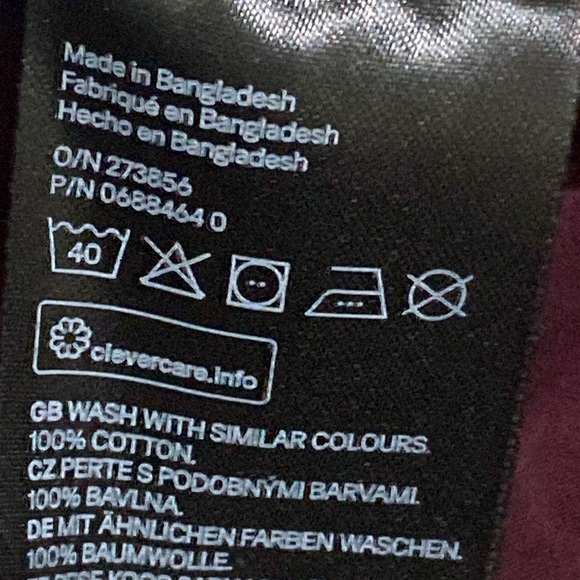 Made in Bangladesh
Fabriqué en Bangladesh
Hecho en Bangladesh
O/N 273856
P/N 0688464 0
40
clevercare.info
GB WASH WITH SIMILAR COLOURS.
100% COTTON.
CZ PERTE S PODOBNÝMI BARVAMI.
100% BAVLNA.
DE MIT ÄHNLICHEN FARBEN WASCHEN.
100% BAUMWOLLE.